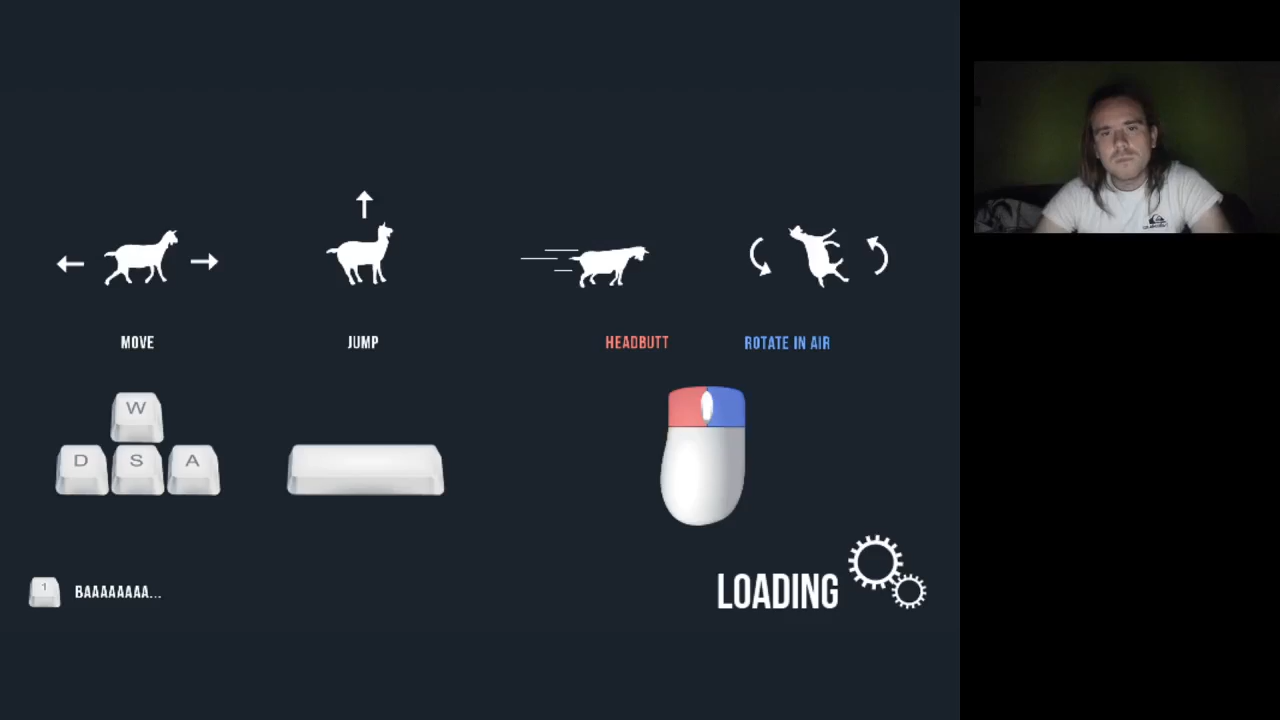 MOVE
JUMP
HEADBUTT
ROTATE IN AIR
W
D S A
1 BAAAAAAAA...
LOADING